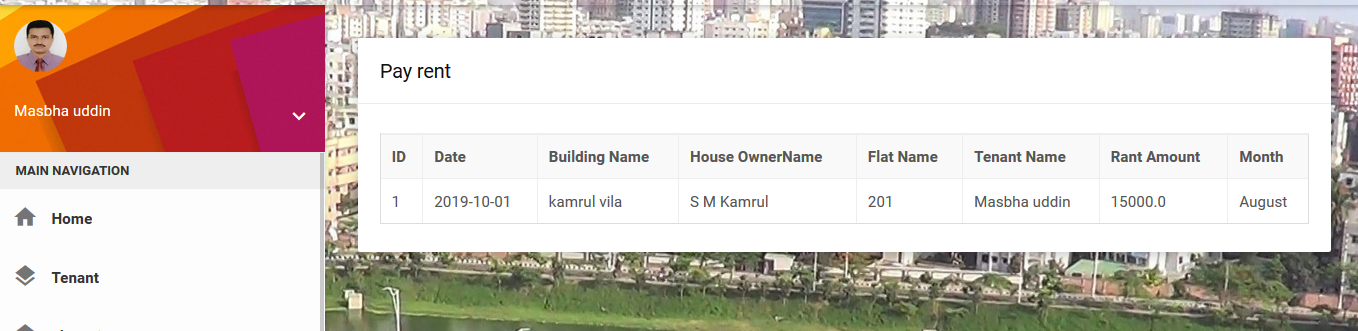 Masbha uddin
MAIN NAVIGATION
Home
Tenant
Pay rent
ID Date Building Name House OwnerName Flat Name Tenant Name Rant Amount Month
1 2019-10-01 kamrul vila S M Kamrul 201 Masbha uddin 15000.0 August